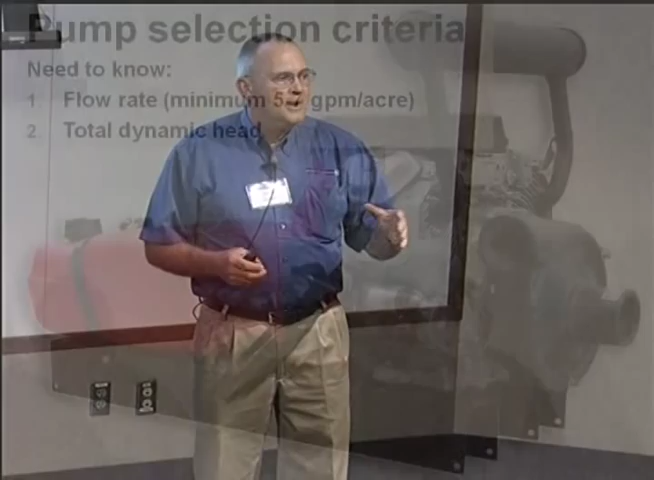 Pump selection criteria
Need to know:
1 Flow rate (minimum gpm/acre)
2 Total dynamic head